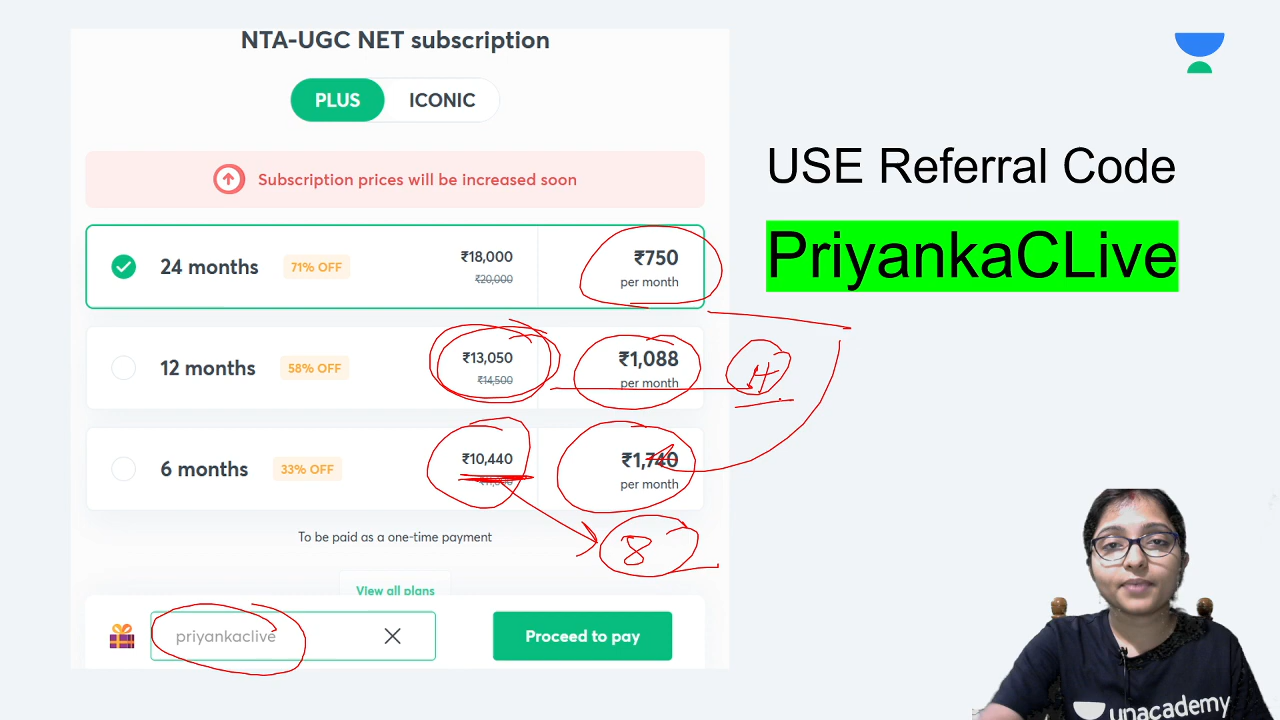 NTA-UGC NET subscription
PLUS ICONIC
Subscription prices will be increased soon
24 months 71% OFF ₹18,000 ₹750
₹20,000 per month
12 months 58% OFF ₹13,050 ₹1,088
₹14,500 per month
6 months 33% OFF ₹10,440 ₹1,740
per month
8
To be paid as a one-time payment
View all plans
priyankaclive
Proceed to pay
USE Referral Code
PriyankaCLive
unacademy